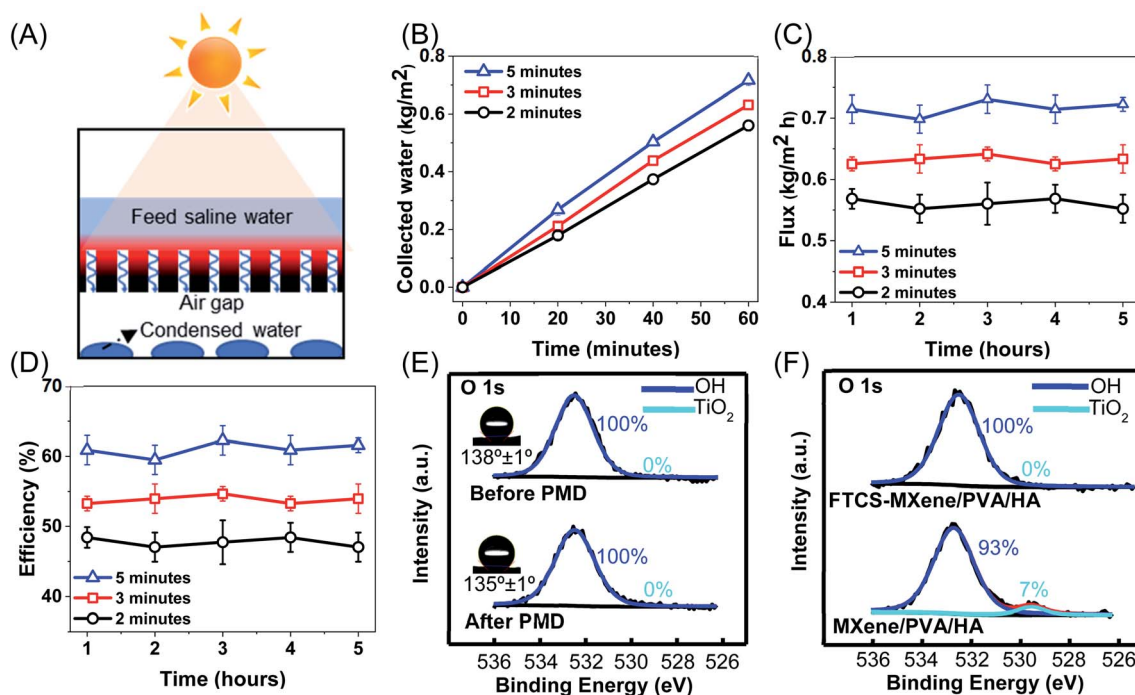 (A)
Feed saline water
Air gap
Condensed water
(B)
Collected water (kg/m²)
0.8
0.6
0.4
0.2
0.0
5 minutes
3 minutes
2 minutes
0 10 20 30 40 50 60
Time (minutes)
(C)
Flux (kg/m² h)
0.8
0.7
0.6
0.5
0.4
5 minutes
3 minutes
2 minutes
1 2 3 4 5
Time (hours)
(D)
Efficiency (%)
70
60
50
40
5 minutes
3 minutes
2 minutes
1 2 3 4 5
Time (hours)
(E)
Intensity (a.u.)
O 1s
OH
TiO₂
100%
138º±1º
0%
Before PMD
100%
135º±1º
0%
After PMD
536 534 532 530 528 526
Binding Energy (eV)
(F)
Intensity (a.u.)
O 1s
OH
TiO₂
100%
0%
FTCS-MXene/PVA/HA
93%
7%
MXene/PVA/HA
536 534 532 530 528 526
Binding Energy (eV)